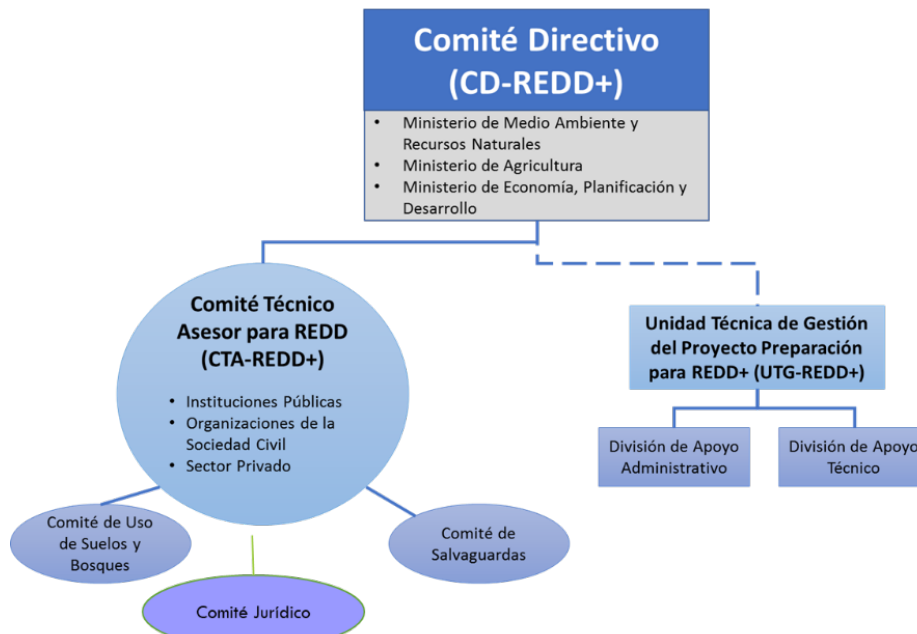 Comité Directivo
(CD-REDD+)
• Ministerio de Medio Ambiente y
Recursos Naturales
• Ministerio de Agricultura
• Ministerio de Economía, Planificación y
Desarrollo
Comité Técnico
Asesor para REDD
(CTA-REDD+)
• Instituciones Públicas
• Organizaciones de la
Sociedad Civil
• Sector Privado
Unidad Técnica de Gestión
del Proyecto Preparación
para REDD+ (UTG-REDD+)
División de Apoyo
Administrativo
División de Apoyo
Técnico
Comité de Uso
de Suelos y
Bosques
Comité Jurídico
Comité de
Salvaguardas